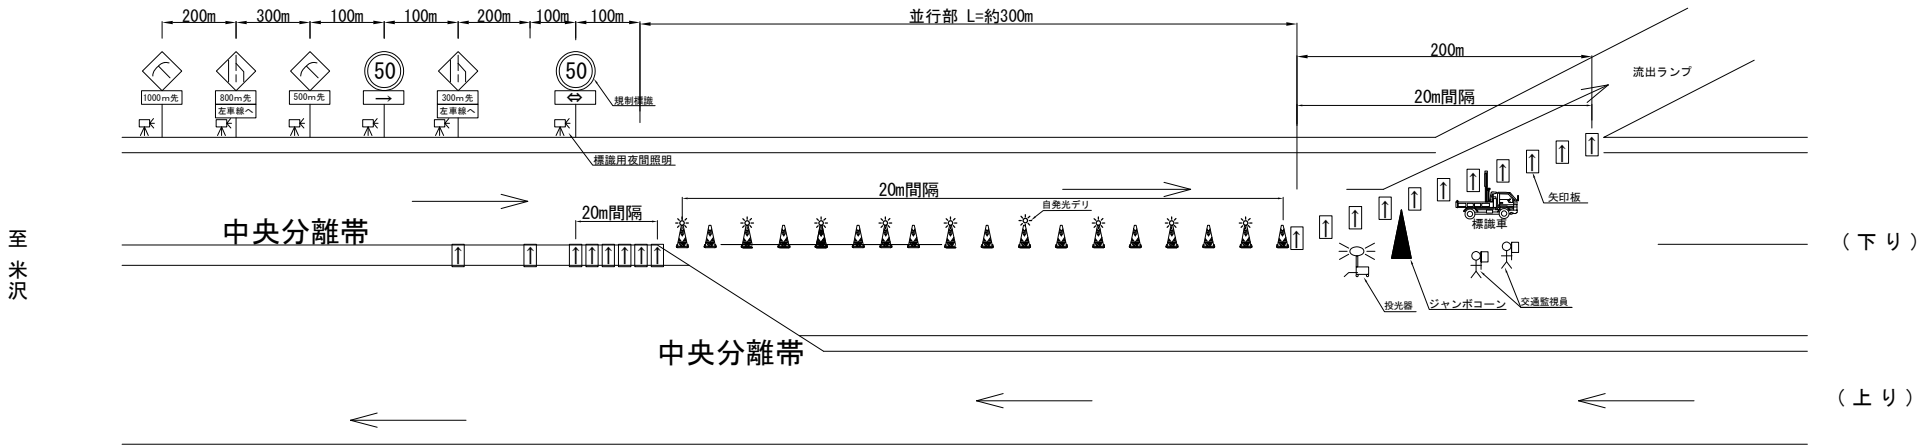 200m 300m 100m 100m 200m 100m 100m 並行部 L=約300m
200m
流出ランプ
20m間隔
50 50
1000m先 800m先 500m先 → 300m先 ⇔
左車線へ 左車線へ
規制標識
標識用夜間照明
20m間隔
矢印板
自発光デリ
20m間隔
標識車
中央分離帯
至米沢
(下り)
投光器
ジャンボコーン
交通監視員
中央分離帯
(上り)